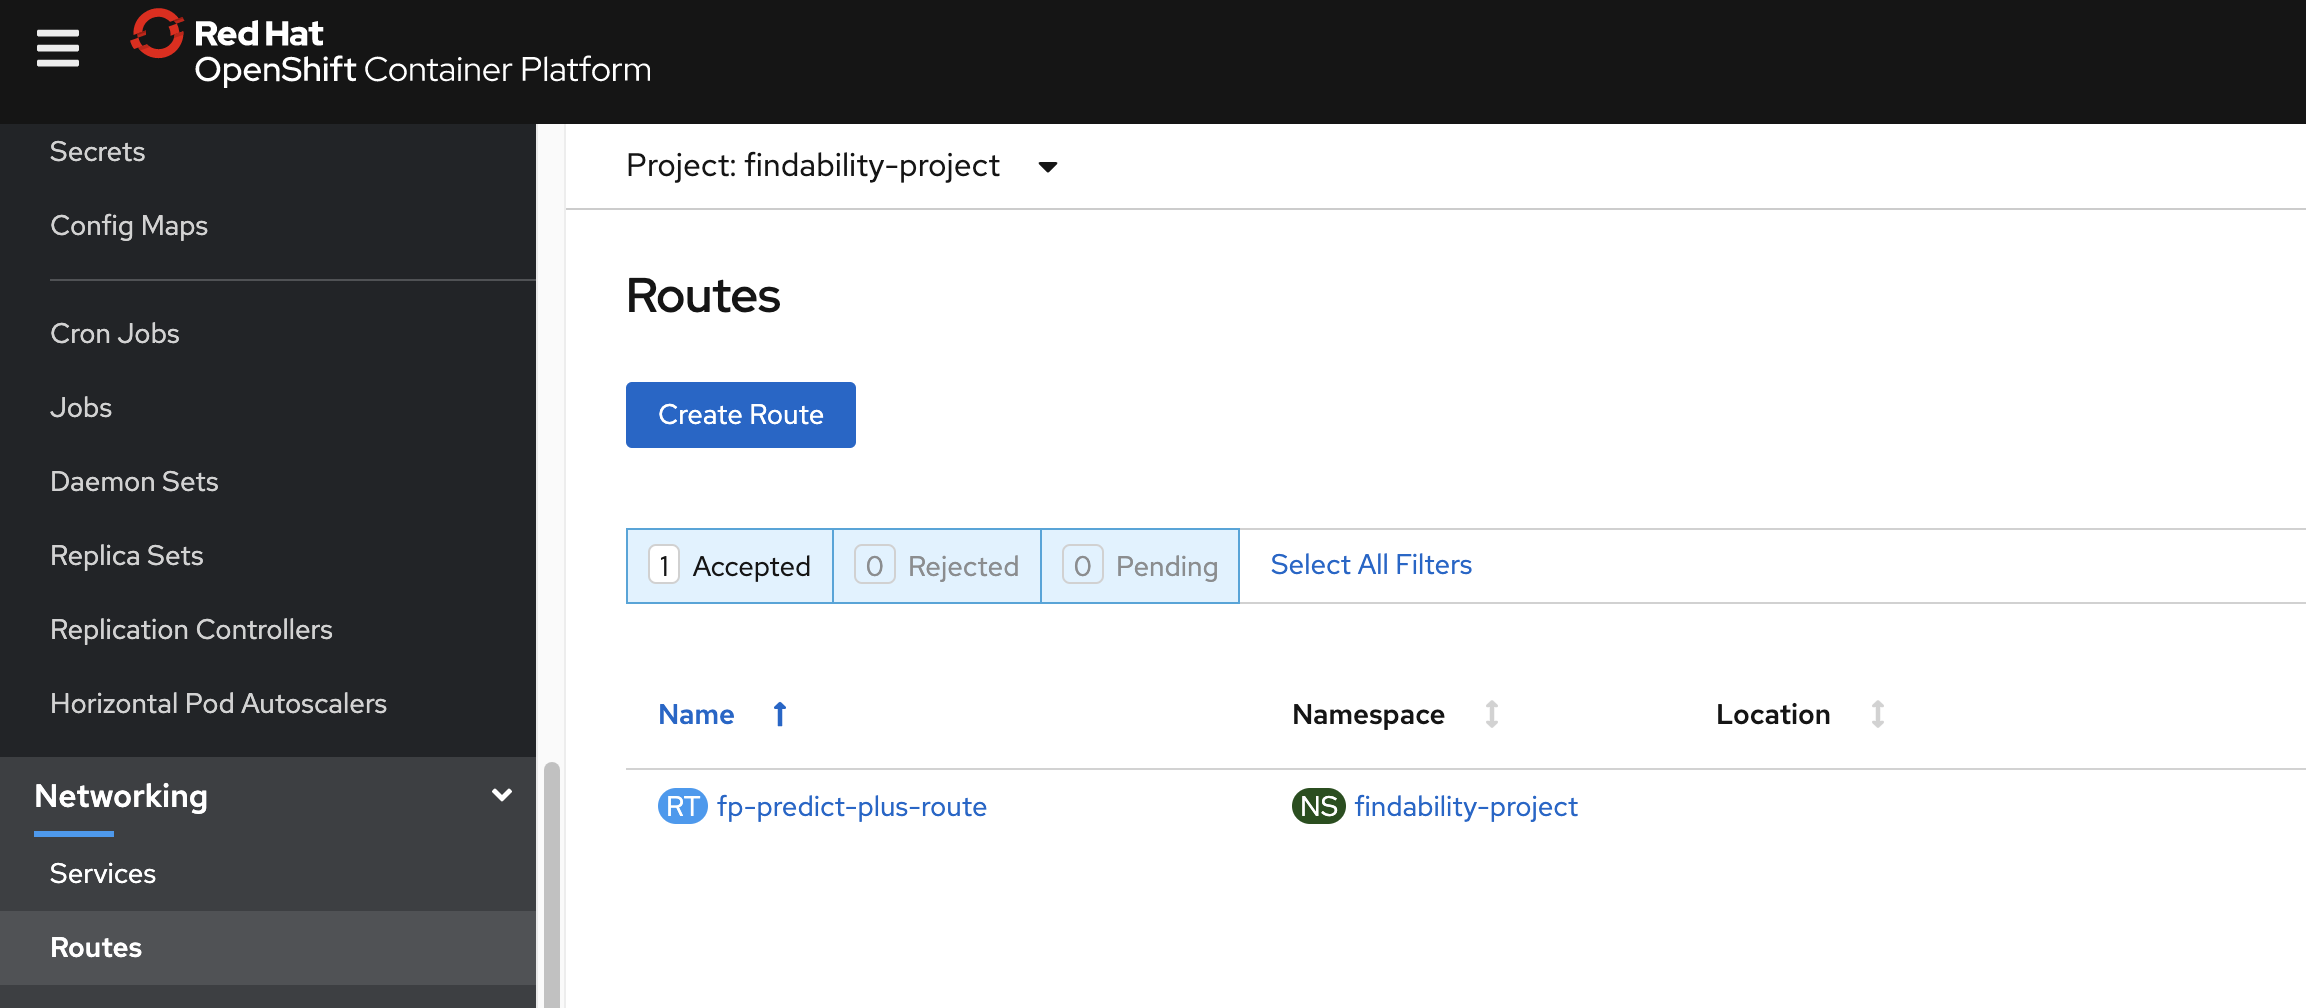 Red Hat
OpenShift Container Platform
Secrets
Config Maps
Cron Jobs
Jobs
Daemon Sets
Replica Sets
Replication Controllers
Horizontal Pod Autoscalers
Networking
Services
Routes
Project: findability-project
Routes
Create Route
1 Accepted 0 Rejected 0 Pending Select All Filters
Name Namespace Location
RT fp-predict-plus-route NS findability-project